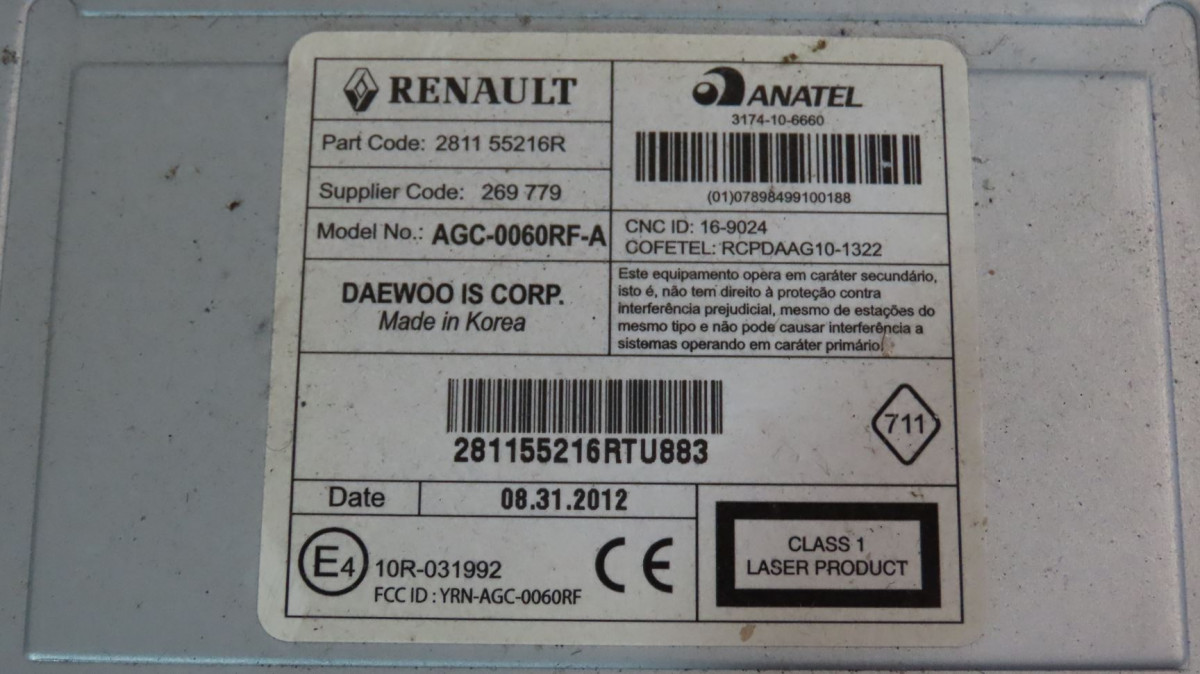 RENAULT
Part Code: 2811 55216R
Supplier Code: 269 779
Model No.: AGC-0060RF-A
DAEWOO IS CORP.
Made in Korea
ANATEL
3174-10-6660
(01)07898499100188
CNC ID: 16-9024
COFETEL: RCPDAAG10-1322
Este equipamento opera em caráter secundário,
isto é, não tem direito à proteção contra
interferência prejudicial, mesmo de estações do
mesmo tipo e não pode causar interferência a
sistemas operando em caráter primário.
281155216RTU883
711
Date 08.31.2012
E4 10R-031992
FCC ID : YRN-AGC-0060RF
CE
CLASS 1
LASER PRODUCT